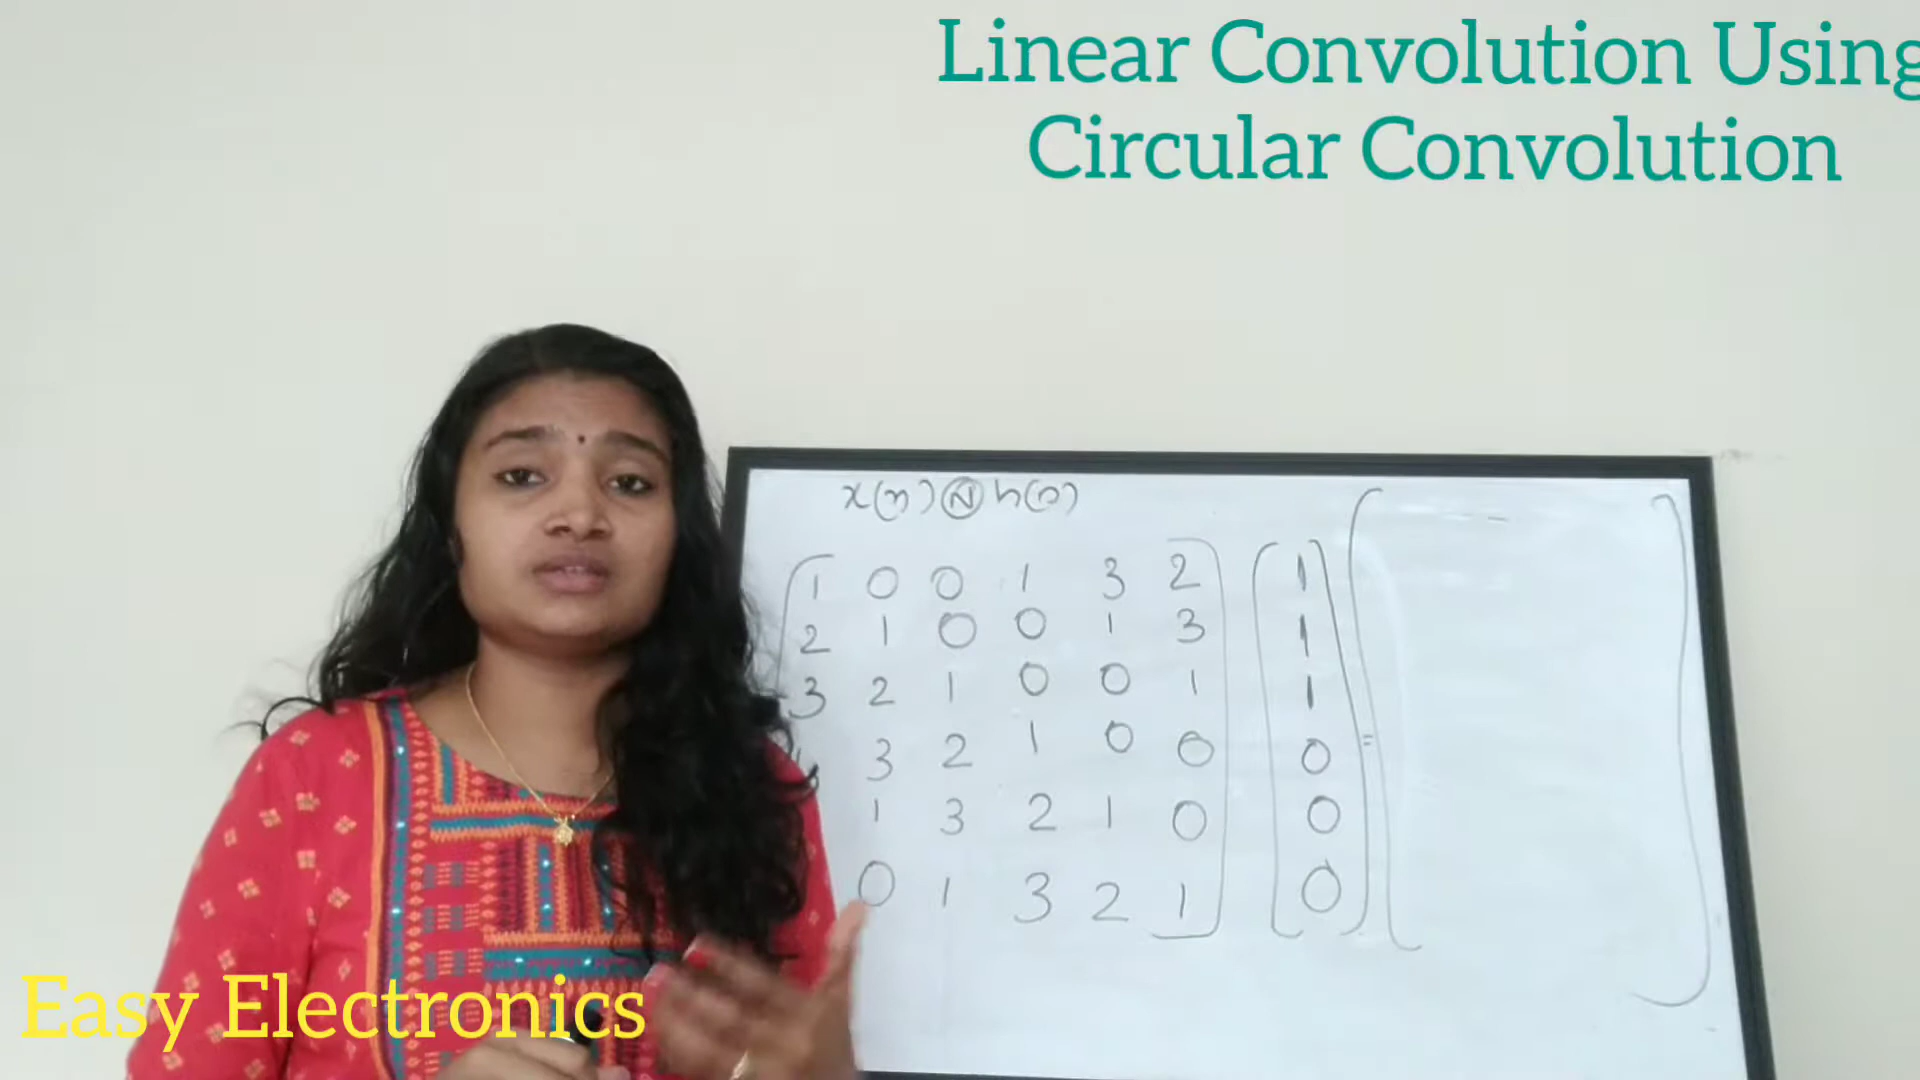 Linear Convolution Using
Circular Convolution
x(n) Ⓝ h(n)
1 0 0 1 3 2 1
2 1 0 0 1 3 1
3 2 1 0 0 1 1
3 2 1 0 0 0 =
1 3 2 1 0 0
0 1 3 2 1 0
Easy Electronics